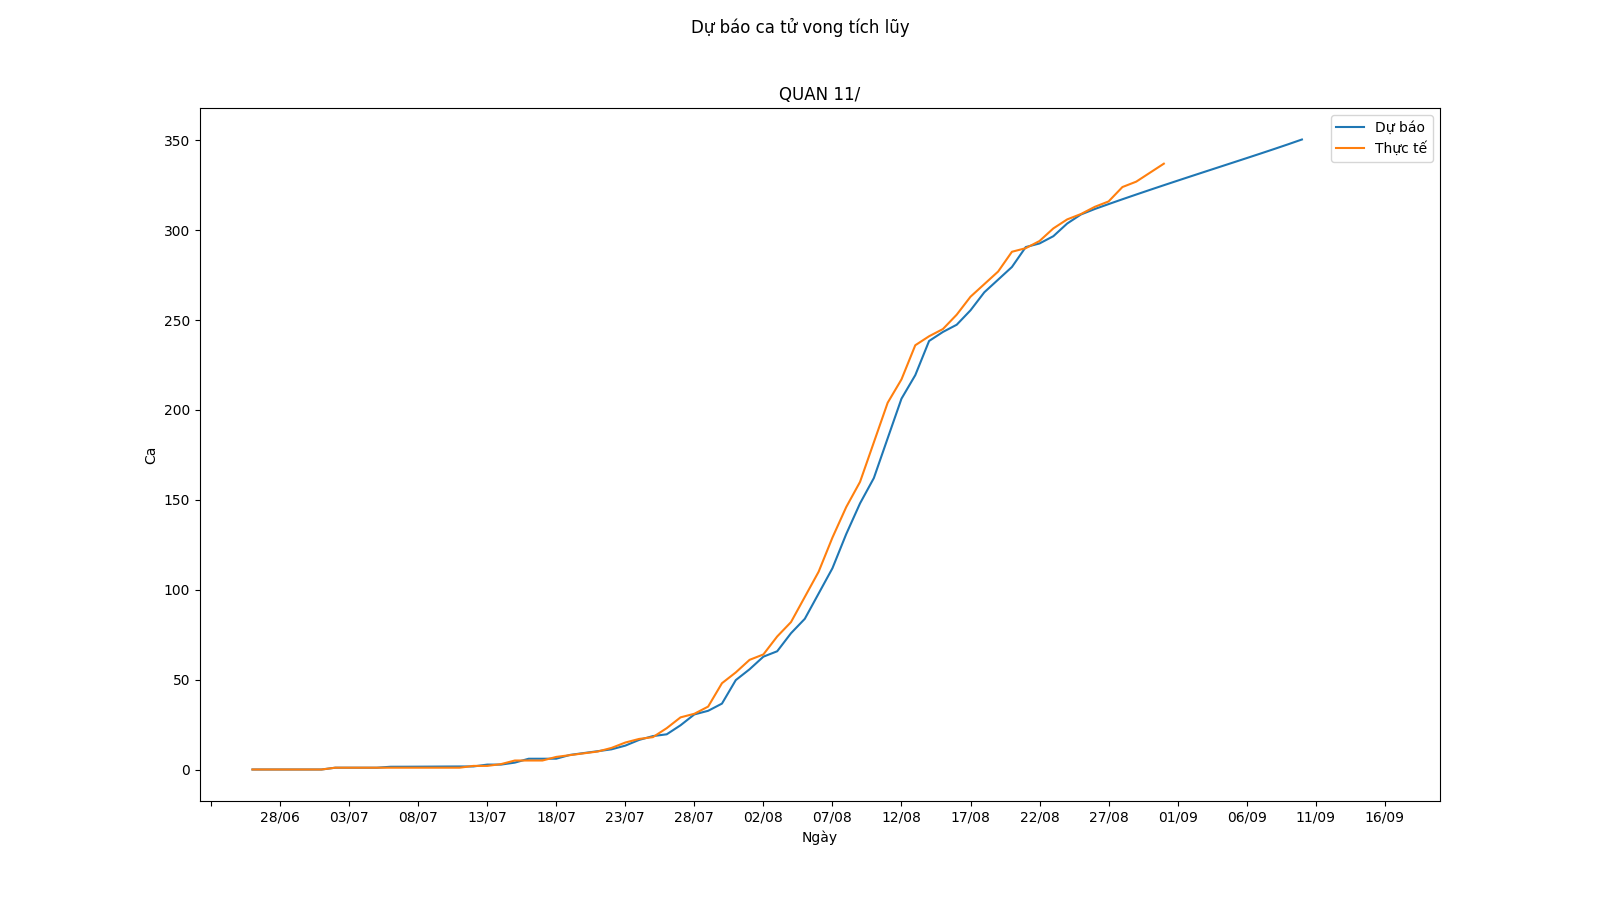 Dự báo ca tử vong tích lũy
QUAN 11/
Dự báo
Thực tế
350
300
250
200
150
100
50
0
Ca
28/06 03/07 08/07 13/07 18/07 23/07 28/07 02/08 07/08 12/08 17/08 22/08 27/08 01/09 06/09 11/09 16/09
Ngày